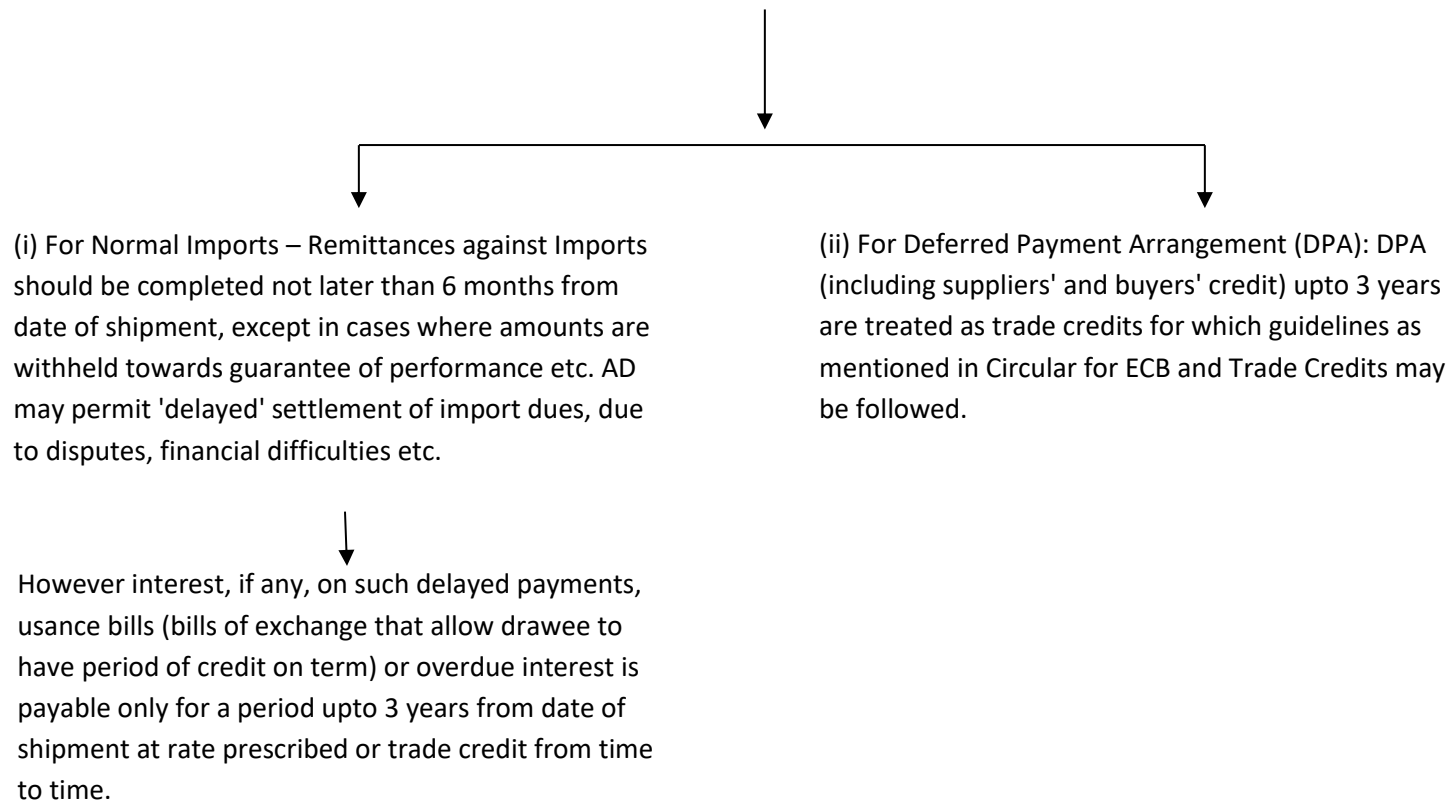 (i) For Normal Imports – Remittances against Imports
should be completed not later than 6 months from
date of shipment, except in cases where amounts are
withheld towards guarantee of performance etc. AD
may permit 'delayed' settlement of import dues, due
to disputes, financial difficulties etc.
However interest, if any, on such delayed payments,
usance bills (bills of exchange that allow drawee to
have period of credit on term) or overdue interest is
payable only for a period upto 3 years from date of
shipment at rate prescribed or trade credit from time
to time.
(ii) For Deferred Payment Arrangement (DPA): DPA
(including suppliers' and buyers' credit) upto 3 years
are treated as trade credits for which guidelines as
mentioned in Circular for ECB and Trade Credits may
be followed.